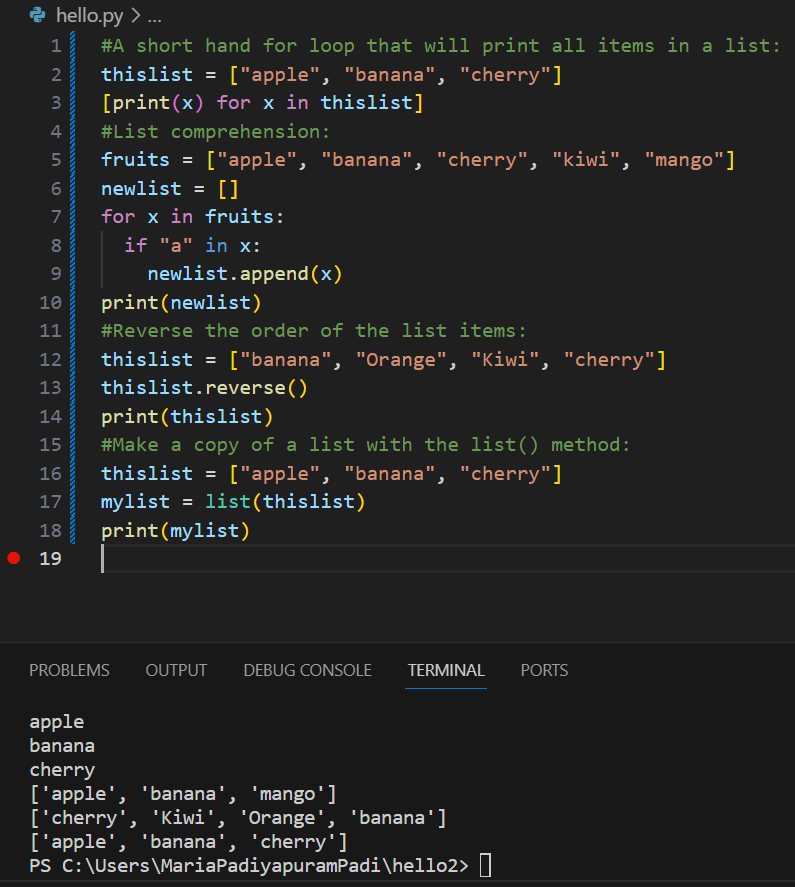 hello.py > ...
1 #A short hand for loop that will print all items in a list:
2 thislist = ["apple", "banana", "cherry"]
3 [print(x) for x in thislist]
4 #List comprehension:
5 fruits = ["apple", "banana", "cherry", "kiwi", "mango"]
6 newlist = []
7 for x in fruits:
8   if "a" in x:
9     newlist.append(x)
10 print(newlist)
11 #Reverse the order of the list items:
12 thislist = ["banana", "Orange", "Kiwi", "cherry"]
13 thislist.reverse()
14 print(thislist)
15 #Make a copy of a list with the list() method:
16 thislist = ["apple", "banana", "cherry"]
17 mylist = list(thislist)
18 print(mylist)
19
PROBLEMS OUTPUT DEBUG CONSOLE TERMINAL PORTS
apple
banana
cherry
['apple', 'banana', 'mango']
['cherry', 'Kiwi', 'Orange', 'banana']
['apple', 'banana', 'cherry']
PS C:\Users\MariaPadiyapuramPadi\hello2>